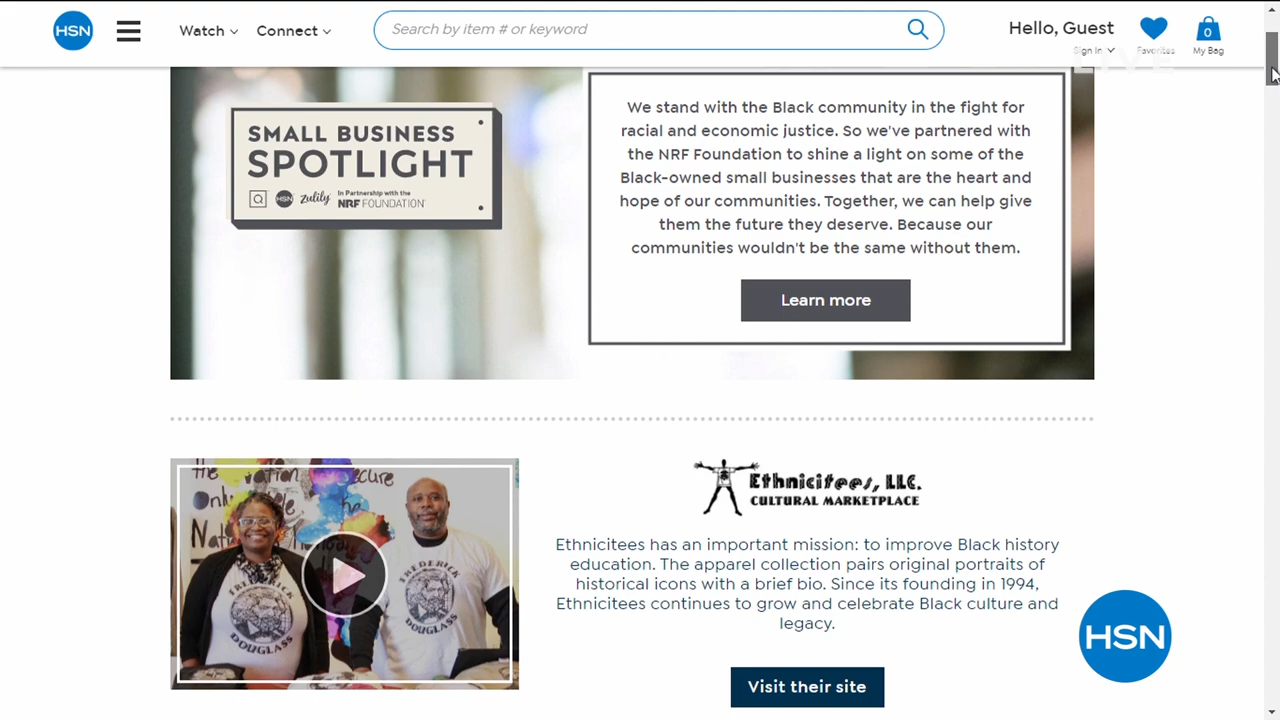 HSN
Watch
Connect
Search by item # or keyword
Hello, Guest
Sign In
Favorites
0
My Bag
LIVE
SMALL BUSINESS
SPOTLIGHT
Q HSN zulily In Partnership with the
NRF FOUNDATION
We stand with the Black community in the fight for
racial and economic justice. So we've partnered with
the NRF Foundation to shine a light on some of the
Black-owned small businesses that are the heart and
hope of our communities. Together, we can help give
them the future they deserve. Because our
communities wouldn't be the same without them.
Learn more
Ethnicitees, LLC.
CULTURAL MARKETPLACE
Ethnicitees has an important mission: to improve Black history
education. The apparel collection pairs original portraits of
historical icons with a brief bio. Since its founding in 1994,
Ethnicitees continues to grow and celebrate Black culture and
legacy.
Visit their site
the
FREDERICK
DOUGLASS
FREDERICK
DOUGLASS
HSN